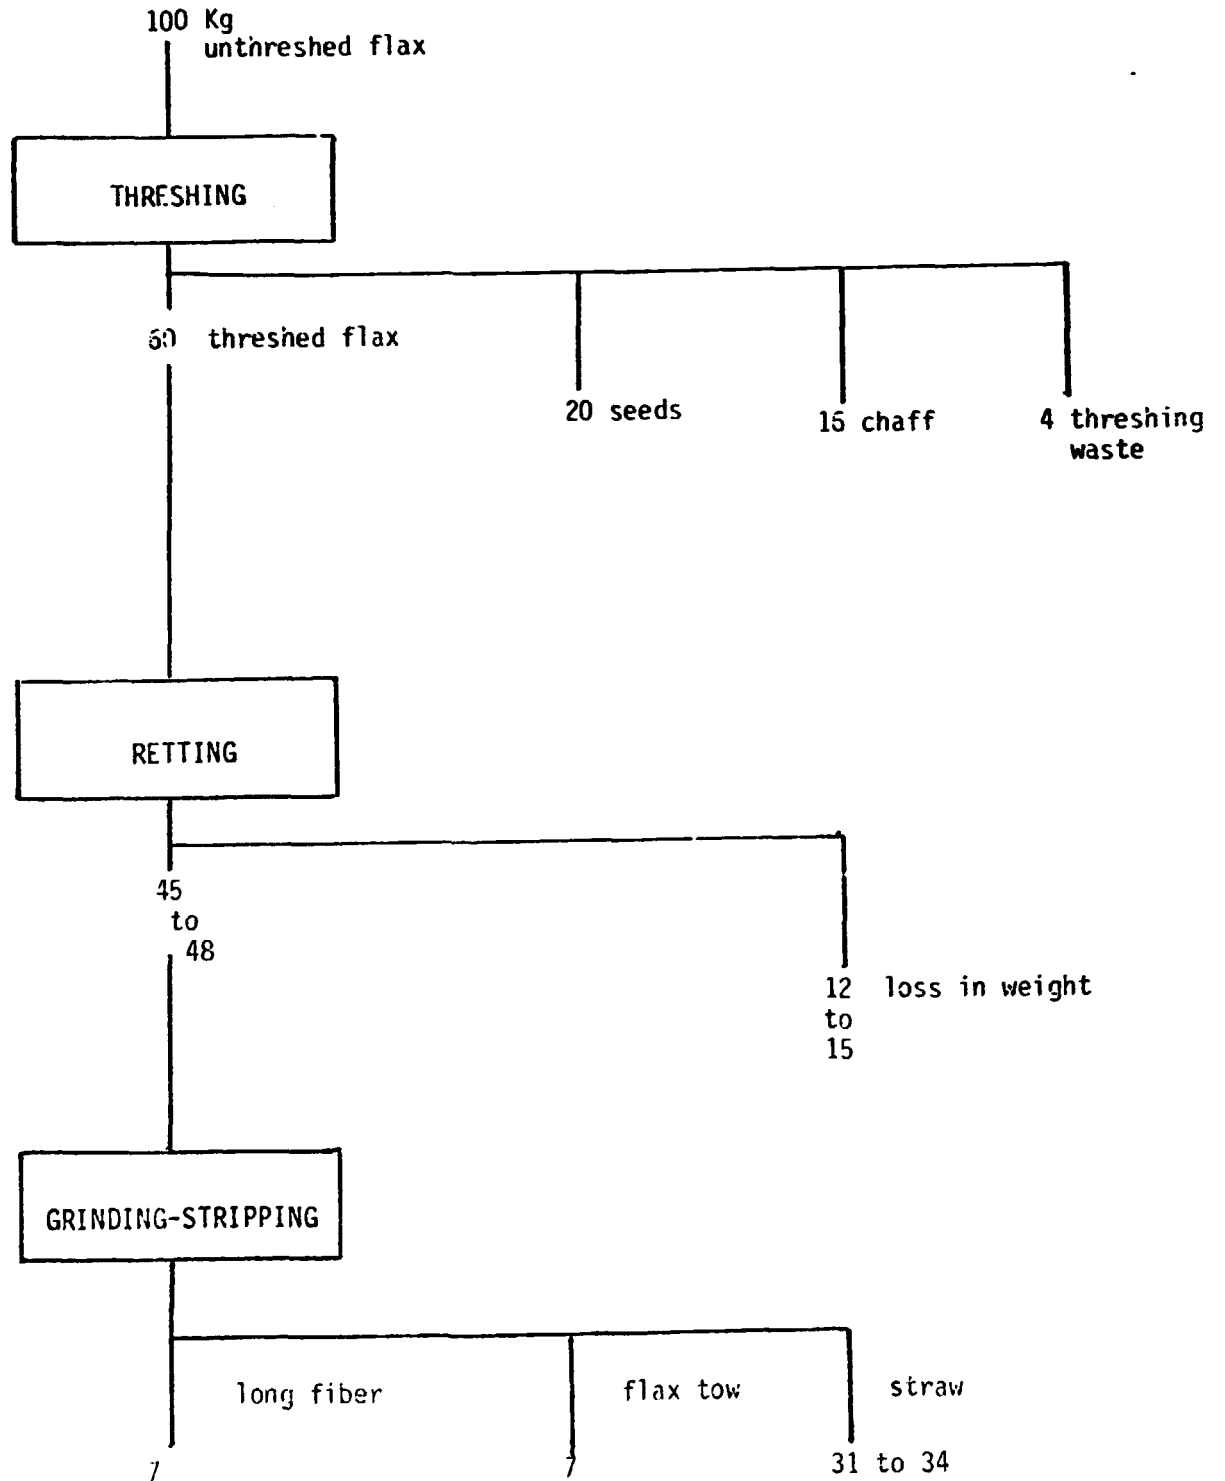 100 Kg
unthreshed flax
THRESHING
60 threshed flax
20 seeds
16 chaff
4 threshing
waste
RETTING
45
to
48
12 loss in weight
to
15
GRINDING-STRIPPING
long fiber
flax tow
straw
7
7
31 to 34